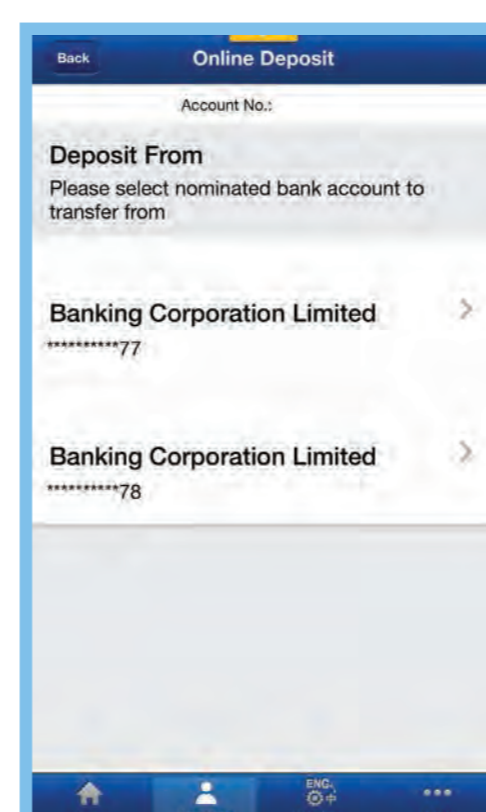 Back
Online Deposit
Account No.:
Deposit From
Please select nominated bank account to
transfer from
Banking Corporation Limited
**********77
Banking Corporation Limited
**********78
ENG.
中